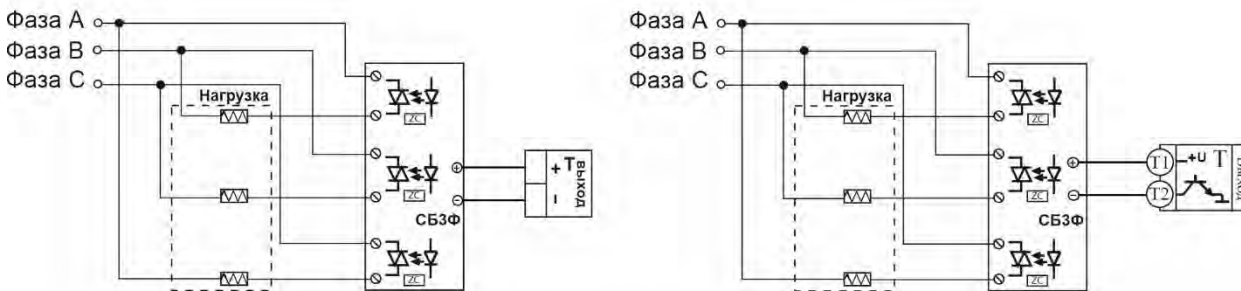 Фаза А
Фаза В
Фаза С
Нагрузка
ZC
ZC
ZC
СБ3Ф
+
−
+ Т
−
ВЫХОД
Фаза А
Фаза В
Фаза С
Нагрузка
ZC
ZC
ZC
СБ3Ф
+
−
T1
T2
+U T
ВЫХОД